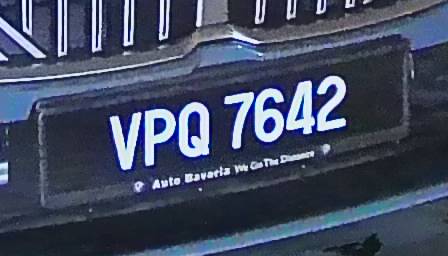 VPQ 7642
Auto Bavaria We Go The Distance